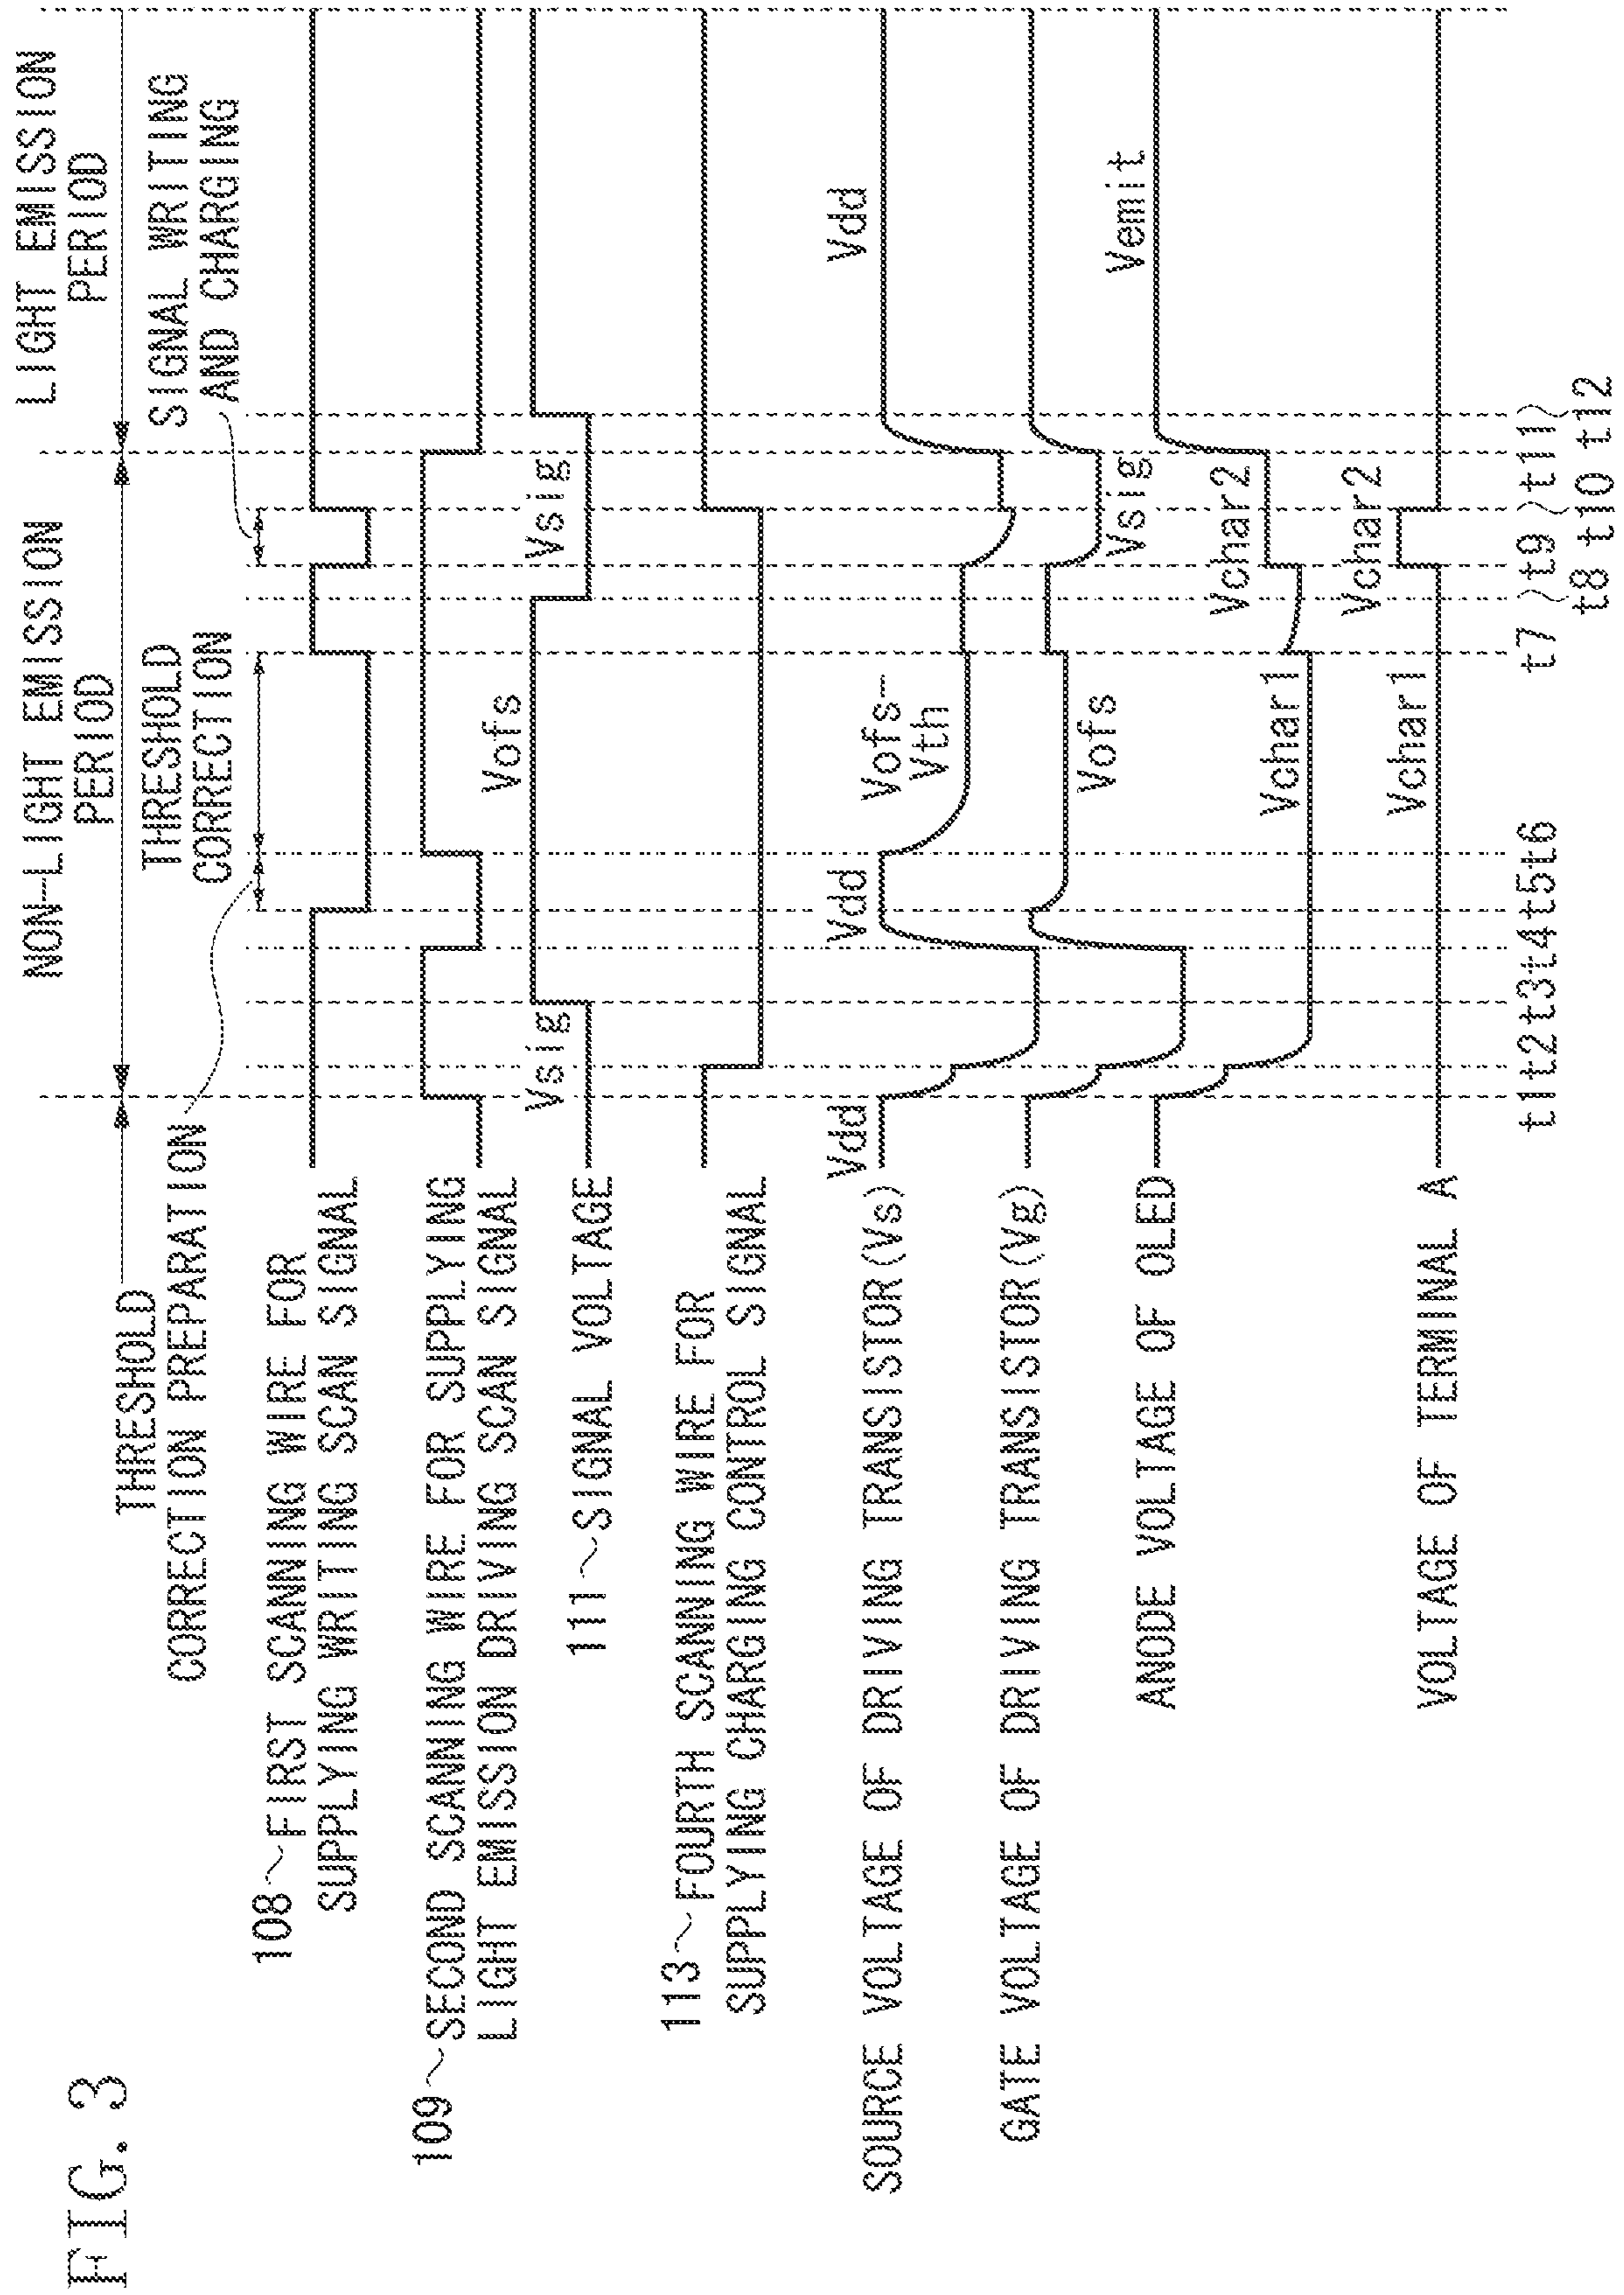 FIG. 3
LIGHT EMISSION
PERIOD
NON-LIGHT EMISSION
PERIOD
THRESHOLD
CORRECTION PREPARATION
THRESHOLD
CORRECTION
SIGNAL WRITING
AND CHARGING
108~FIRST SCANNING WIRE FOR
SUPPLYING WRITING SCAN SIGNAL
109~SECOND SCANNING WIRE FOR SUPPLYING
LIGHT EMISSION DRIVING SCAN SIGNAL
Vsig Vofs Vsig
111~SIGNAL VOLTAGE
113~FOURTH SCANNING WIRE FOR
SUPPLYING CHARGING CONTROL SIGNAL
Vdd Vdd Vofs- Vdd
Vth
SOURCE VOLTAGE OF DRIVING TRANSISTOR(Vs)
GATE VOLTAGE OF DRIVING TRANSISTOR(Vg)
Vofs Vsig Vemit
ANODE VOLTAGE OF OLED
Vchar1 Vchar2
Vchar1 Vchar2
VOLTAGE OF TERMINAL A
t1t2t3t4t5t6 t7 t9 t11
t8 t10 t12